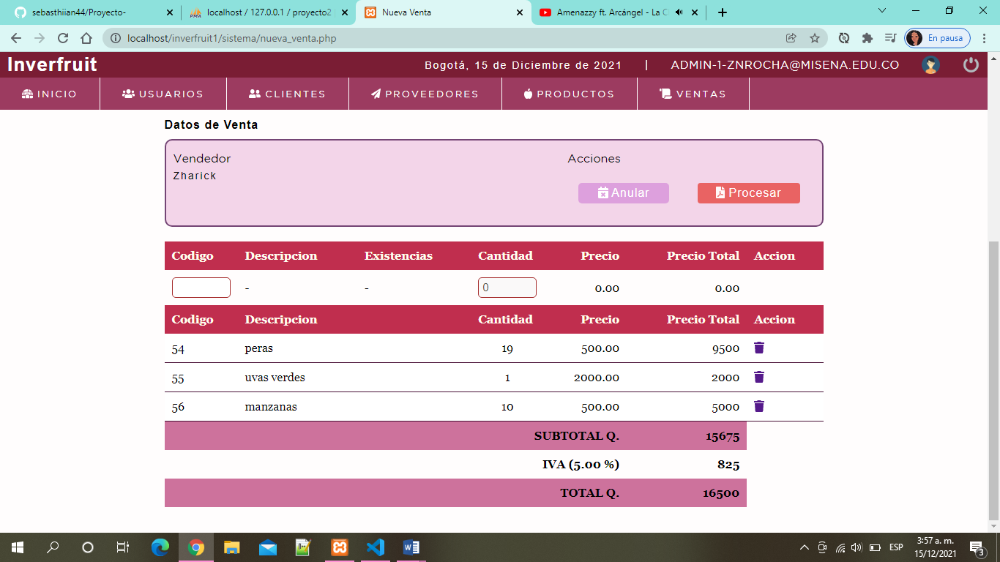 sebasthiian44/Proyecto-
localhost / 127.0.0.1 / proyecto2
Nueva Venta
Amenazzy ft. Arcángel - La C
localhost/inverfruit1/sistema/nueva_venta.php
En pausa
Inverfruit
Bogotá, 15 de Diciembre de 2021 | ADMIN-1-ZNROCHA@MISENA.EDU.CO
INICIO USUARIOS CLIENTES PROVEEDORES PRODUCTOS VENTAS
Datos de Venta
Vendedor Acciones
Zharick
Anular Procesar
Codigo Descripcion Existencias Cantidad Precio Precio Total Accion
- - 0 0.00 0.00
Codigo Descripcion Cantidad Precio Precio Total Accion
54 peras 19 500.00 9500
55 uvas verdes 1 2000.00 2000
56 manzanas 10 500.00 5000
SUBTOTAL Q. 15675
IVA (5.00 %) 825
TOTAL Q. 16500
ESP
3:57 a. m.
15/12/2021
3